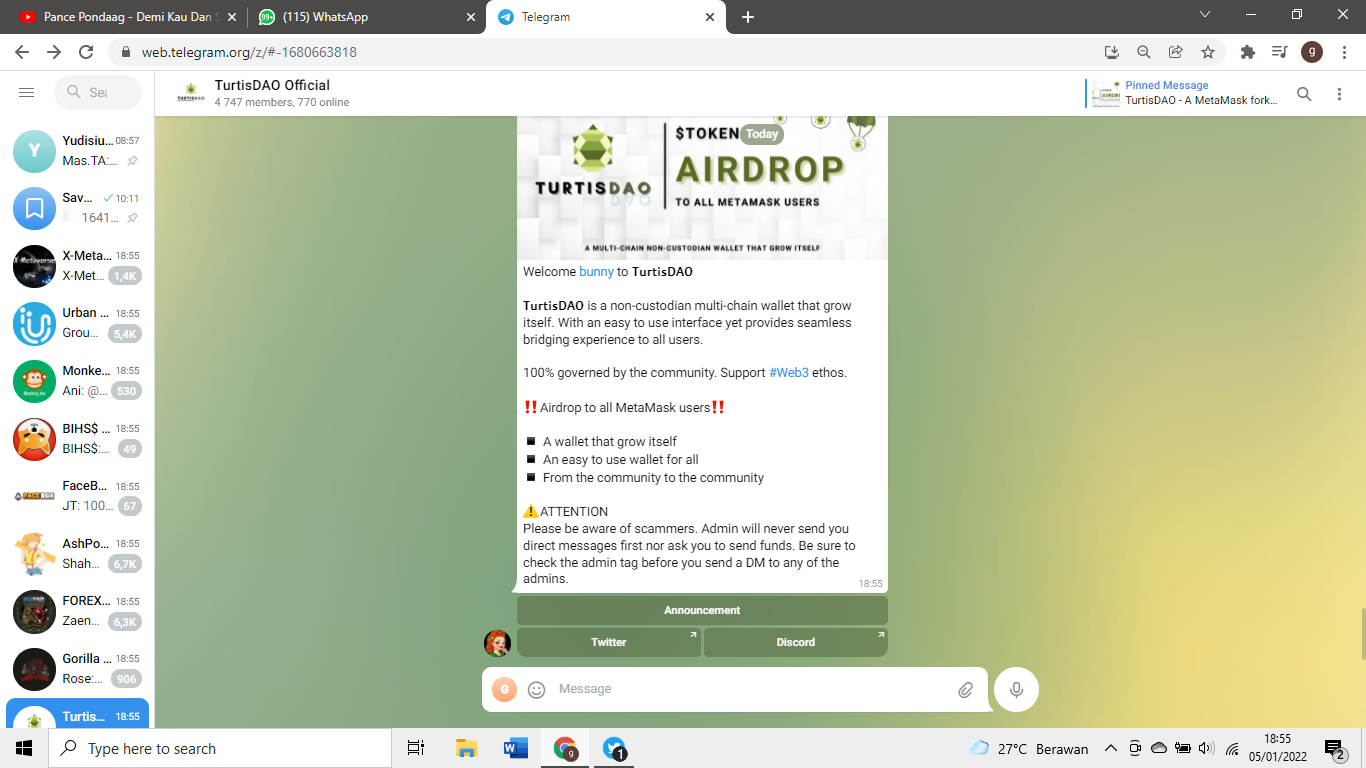 Pance Pondaag - Demi Kau Dan S
(115) WhatsApp
Telegram
web.telegram.org/z/#-1680663818
g
Sea
TurtisDAO Official
4 747 members, 770 online
Pinned Message
TurtisDAO - A MetaMask fork...
Y
Yudisiu... 08:57
Mas.TA:...
Sav... 10:11
1641...
X-Meta... 18:55
X-Met... 1,4K
Urban ... 18:55
Grou... 5,4K
Monke... 18:55
Ani: @... 530
BIHS$ ... 18:55
BIHS$:... 49
FaceB... 18:55
JT: 100... 67
AshPo... 18:55
Shah... 6,7K
FOREX... 18:55
Zaen... 6,3K
Gorilla ... 18:55
Rose:... 906
Turtis... 18:55
$TOKEN
Today
AIRDROP
TURTISDAO
TO ALL METAMASK USERS
A MULTI-CHAIN NON-CUSTODIAN WALLET THAT GROW ITSELF
Welcome bunny to TurtisDAO
TurtisDAO is a non-custodian multi-chain wallet that grow
itself. With an easy to use interface yet provides seamless
bridging experience to all users.
100% governed by the community. Support #Web3 ethos.
‼️Airdrop to all MetaMask users‼️
▪️ A wallet that grow itself
▪️ An easy to use wallet for all
▪️ From the community to the community
⚠️ATTENTION
Please be aware of scammers. Admin will never send you
direct messages first nor ask you to send funds. Be sure to
check the admin tag before you send a DM to any of the
admins.
18:55
Announcement
Twitter
Discord
G
Message
Type here to search
g
1
27°C Berawan
18:55
05/01/2022
2